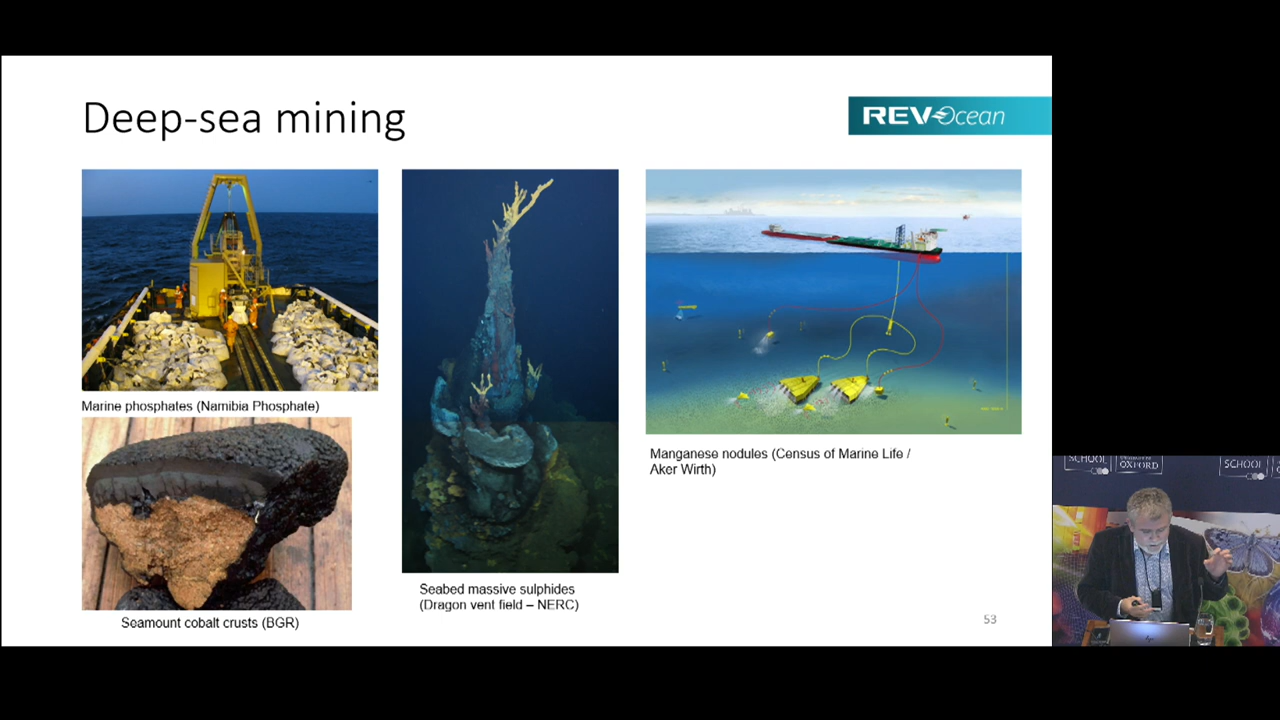 Deep-sea mining
REV Ocean
Marine phosphates (Namibia Phosphate)
Seamount cobalt crusts (BGR)
Seabed massive sulphides
(Dragon vent field – NERC)
Manganese nodules (Census of Marine Life /
Aker Wirth)
53
SCHOOL
OXFORD
SCHOOL